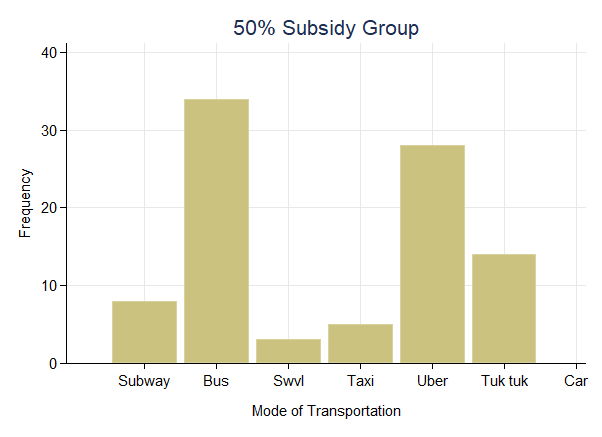 50% Subsidy Group
40
30
20
10
0
Frequency
Subway Bus Swvl Taxi Uber Tuk tuk Car
Mode of Transportation